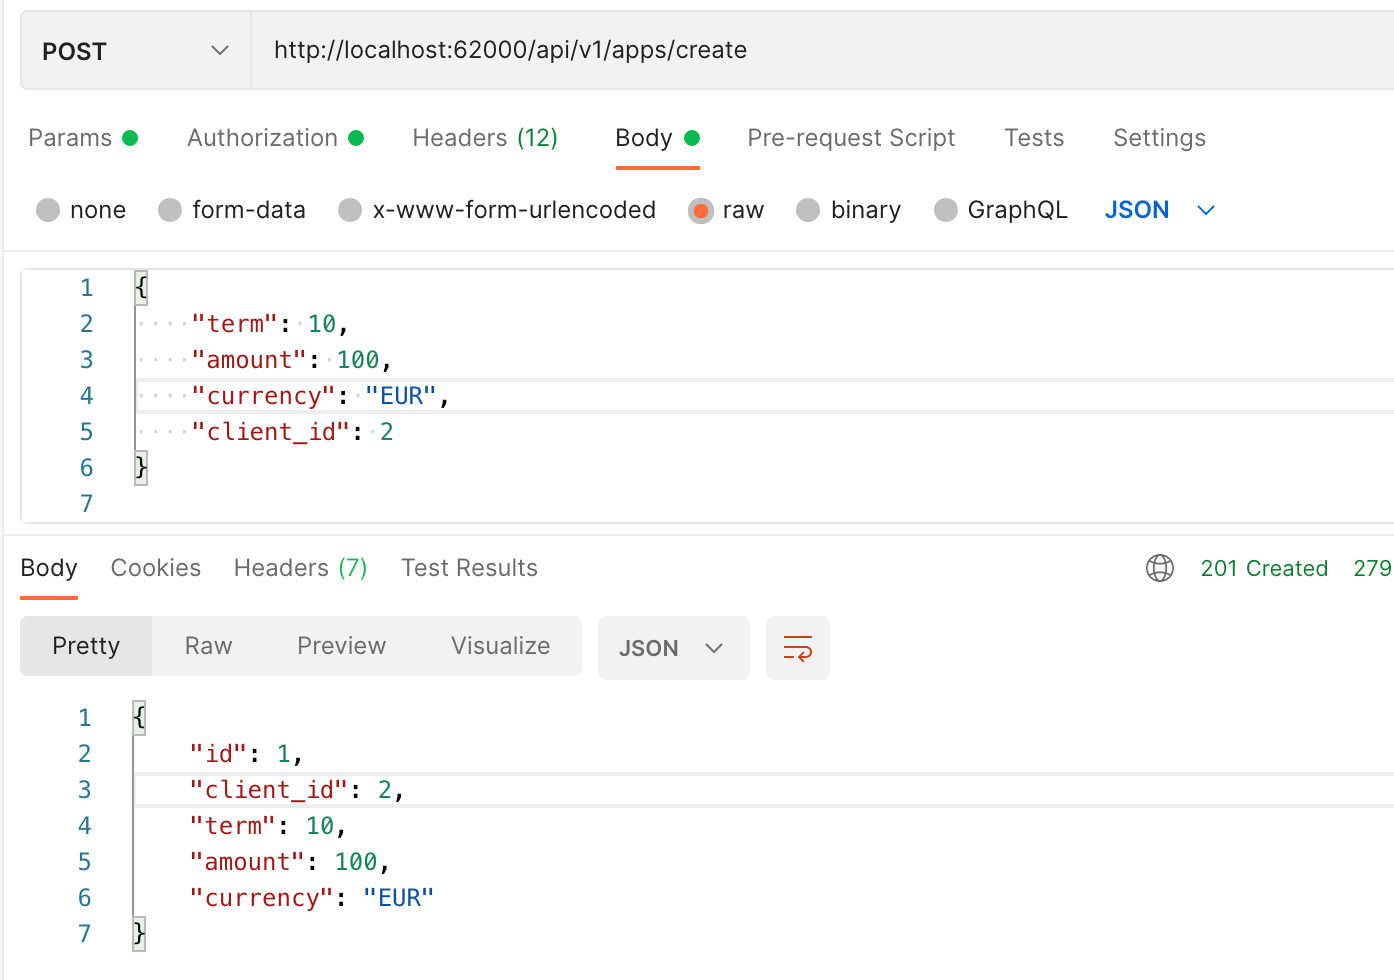 POST http://localhost:62000/api/v1/apps/create
Params Authorization Headers (12) Body Pre-request Script Tests Settings
none form-data x-www-form-urlencoded raw binary GraphQL JSON
1 {
2 "term": 10,
3 "amount": 100,
4 "currency": "EUR",
5 "client_id": 2
6 }
7
Body Cookies Headers (7) Test Results 201 Created 279
Pretty Raw Preview Visualize JSON
1 {
2 "id": 1,
3 "client_id": 2,
4 "term": 10,
5 "amount": 100,
6 "currency": "EUR"
7 }